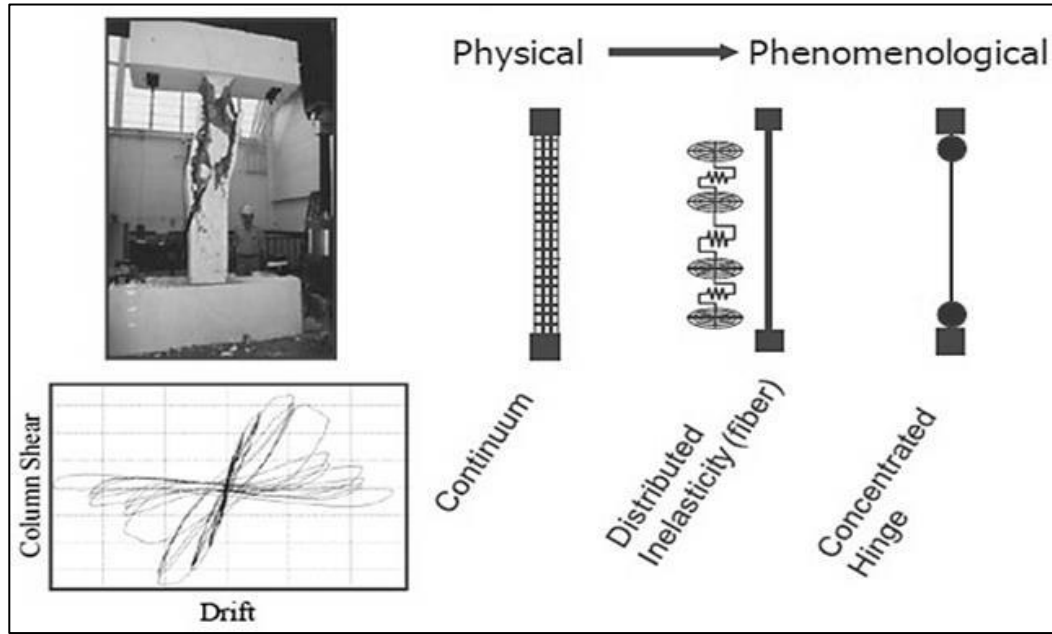 Physical
Phenomenological
Continuum
Distributed
Inelasticity (fiber)
Concentrated
Hinge
Column Shear
Drift